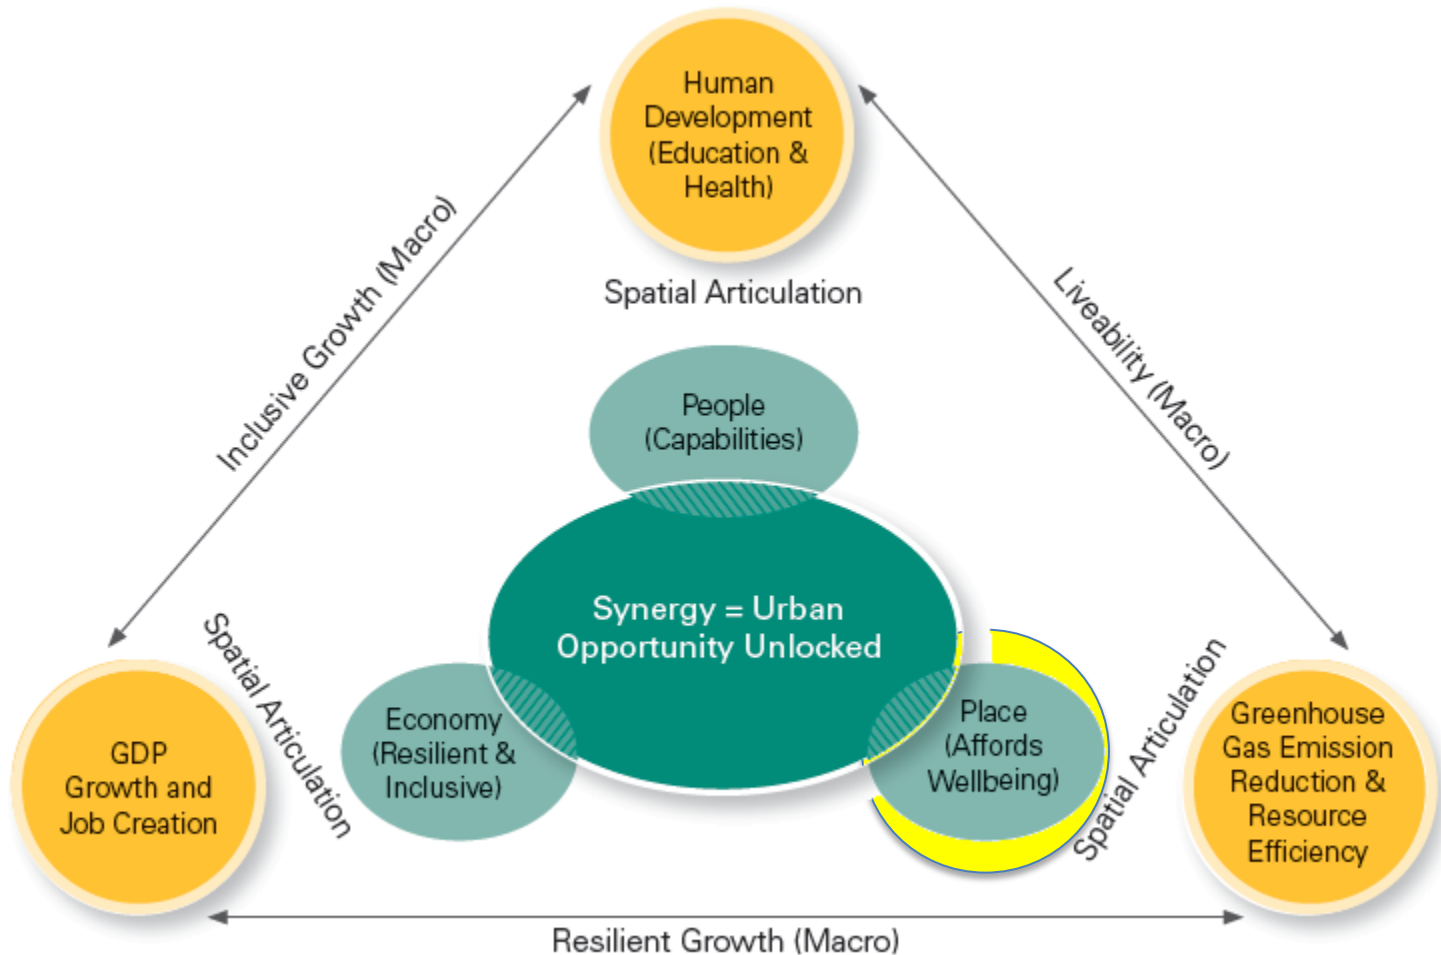 Human
Development
(Education &
Health)
Spatial Articulation
Inclusive Growth (Macro)
Liveability (Macro)
People
(Capabilities)
Synergy = Urban
Opportunity Unlocked
Economy
(Resilient &
Inclusive)
Place
(Affords
Wellbeing)
Spatial Articulation
Spatial Articulation
GDP
Growth and
Job Creation
Greenhouse
Gas Emission
Reduction &
Resource
Efficiency
Resilient Growth (Macro)